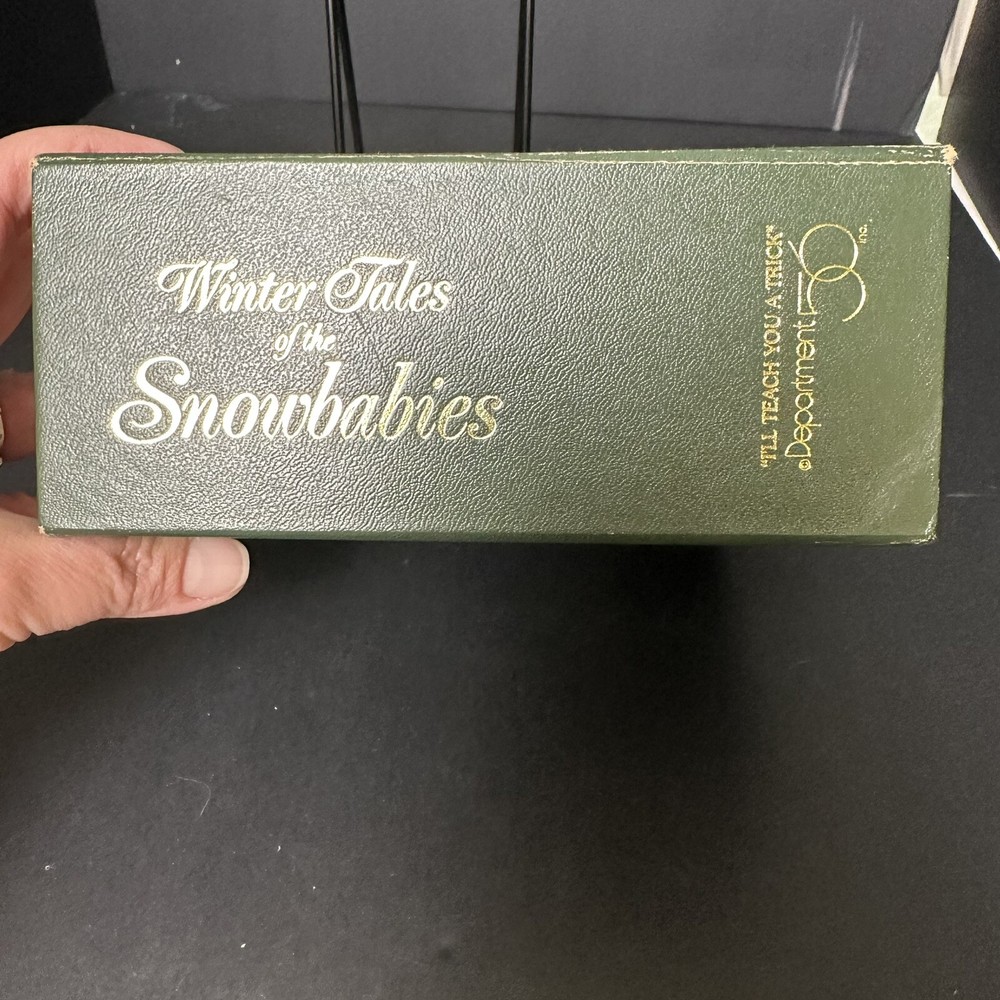 Winter Tales
of the
Snowbabies
"I'LL TEACH YOU A TRICK"
© Department 56 inc.